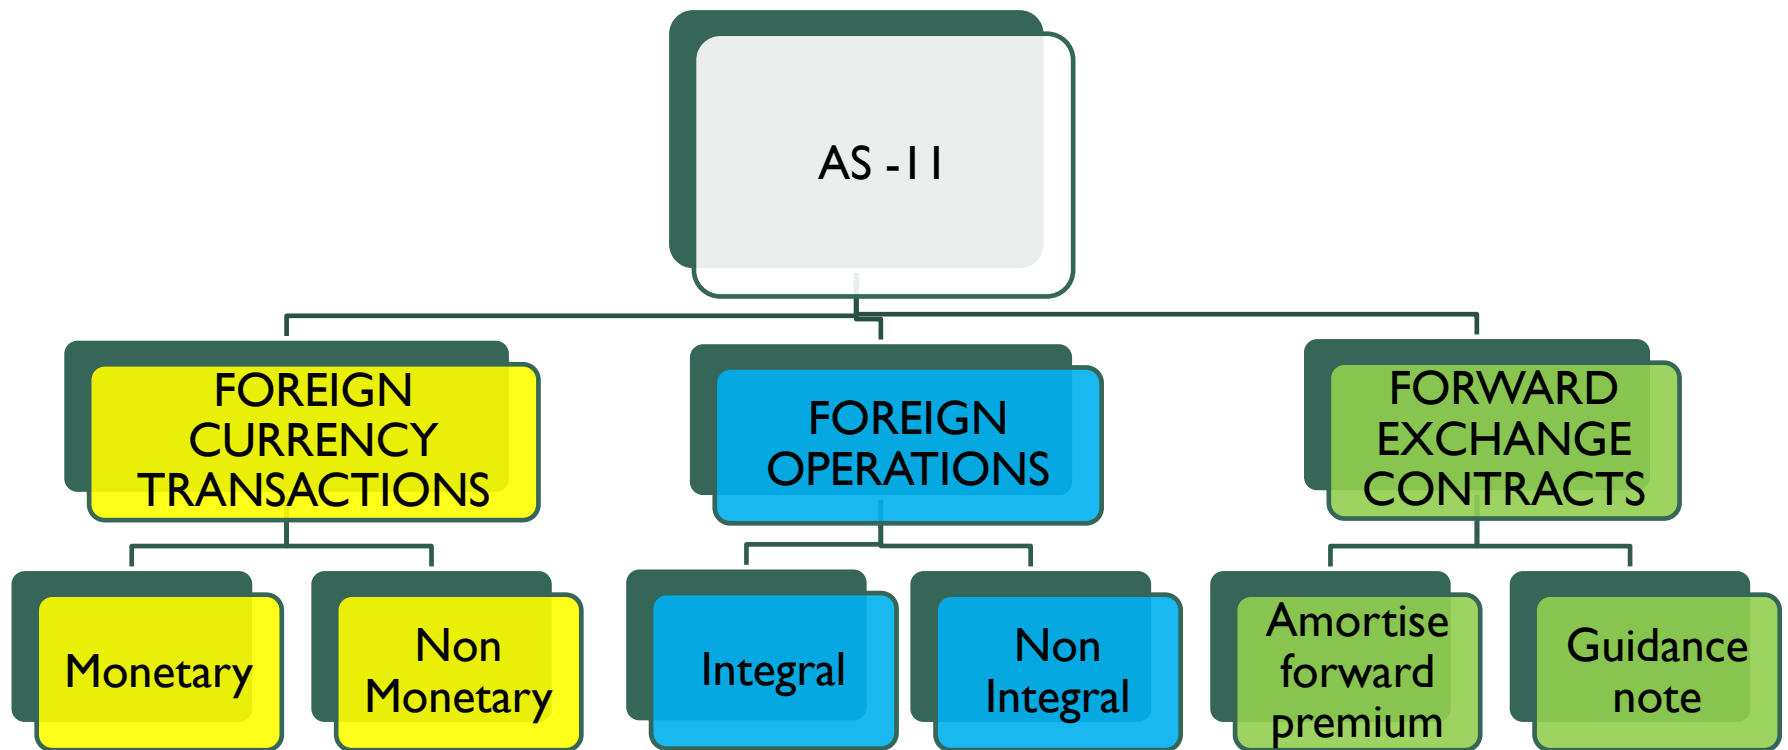 AS -11
FOREIGN
CURRENCY
TRANSACTIONS
FOREIGN
OPERATIONS
FORWARD
EXCHANGE
CONTRACTS
Monetary
Non
Monetary
Integral
Non
Integral
Amortise
forward
premium
Guidance
note